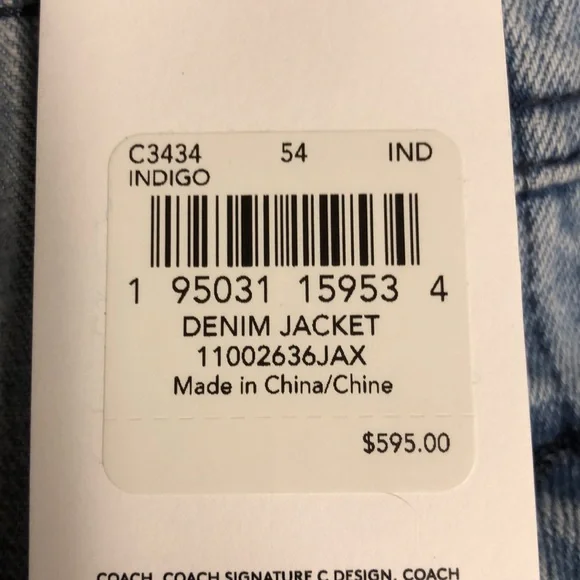 C3434 54 IND
INDIGO
1 95031 15953 4
DENIM JACKET
11002636JAX
Made in China/Chine
$595.00
COACH, COACH SIGNATURE C DESIGN, COACH